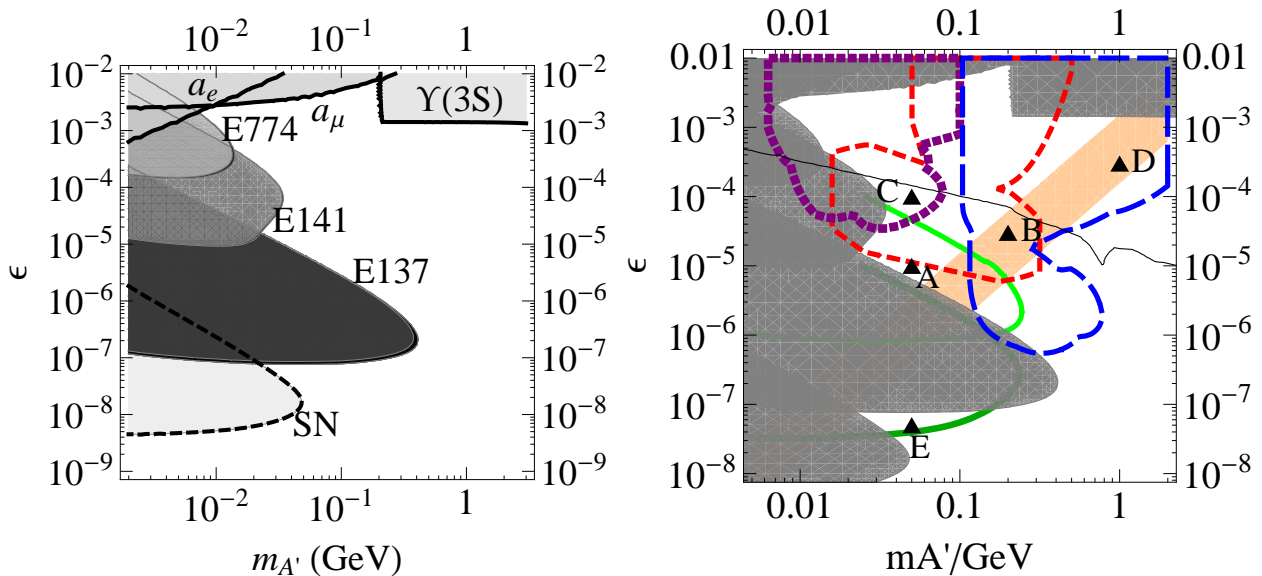 10⁻² 10⁻¹ 1
10⁻² 10⁻²
10⁻³ 10⁻³
10⁻⁴ 10⁻⁴
10⁻⁵ 10⁻⁵
10⁻⁶ 10⁻⁶
10⁻⁷ 10⁻⁷
10⁻⁸ 10⁻⁸
10⁻⁹ 10⁻⁹
ϵ
a_e
a_μ
ϒ(3S)
E774
E141
E137
SN
10⁻² 10⁻¹ 1
m_A' (GeV)
0.01 0.1 1
0.01 0.01
10⁻³ 10⁻³
10⁻⁴ 10⁻⁴
10⁻⁵ 10⁻⁵
10⁻⁶ 10⁻⁶
10⁻⁷ 10⁻⁷
10⁻⁸ 10⁻⁸
ϵ
D
C
B
A
E
0.01 0.1 1
mA'/GeV